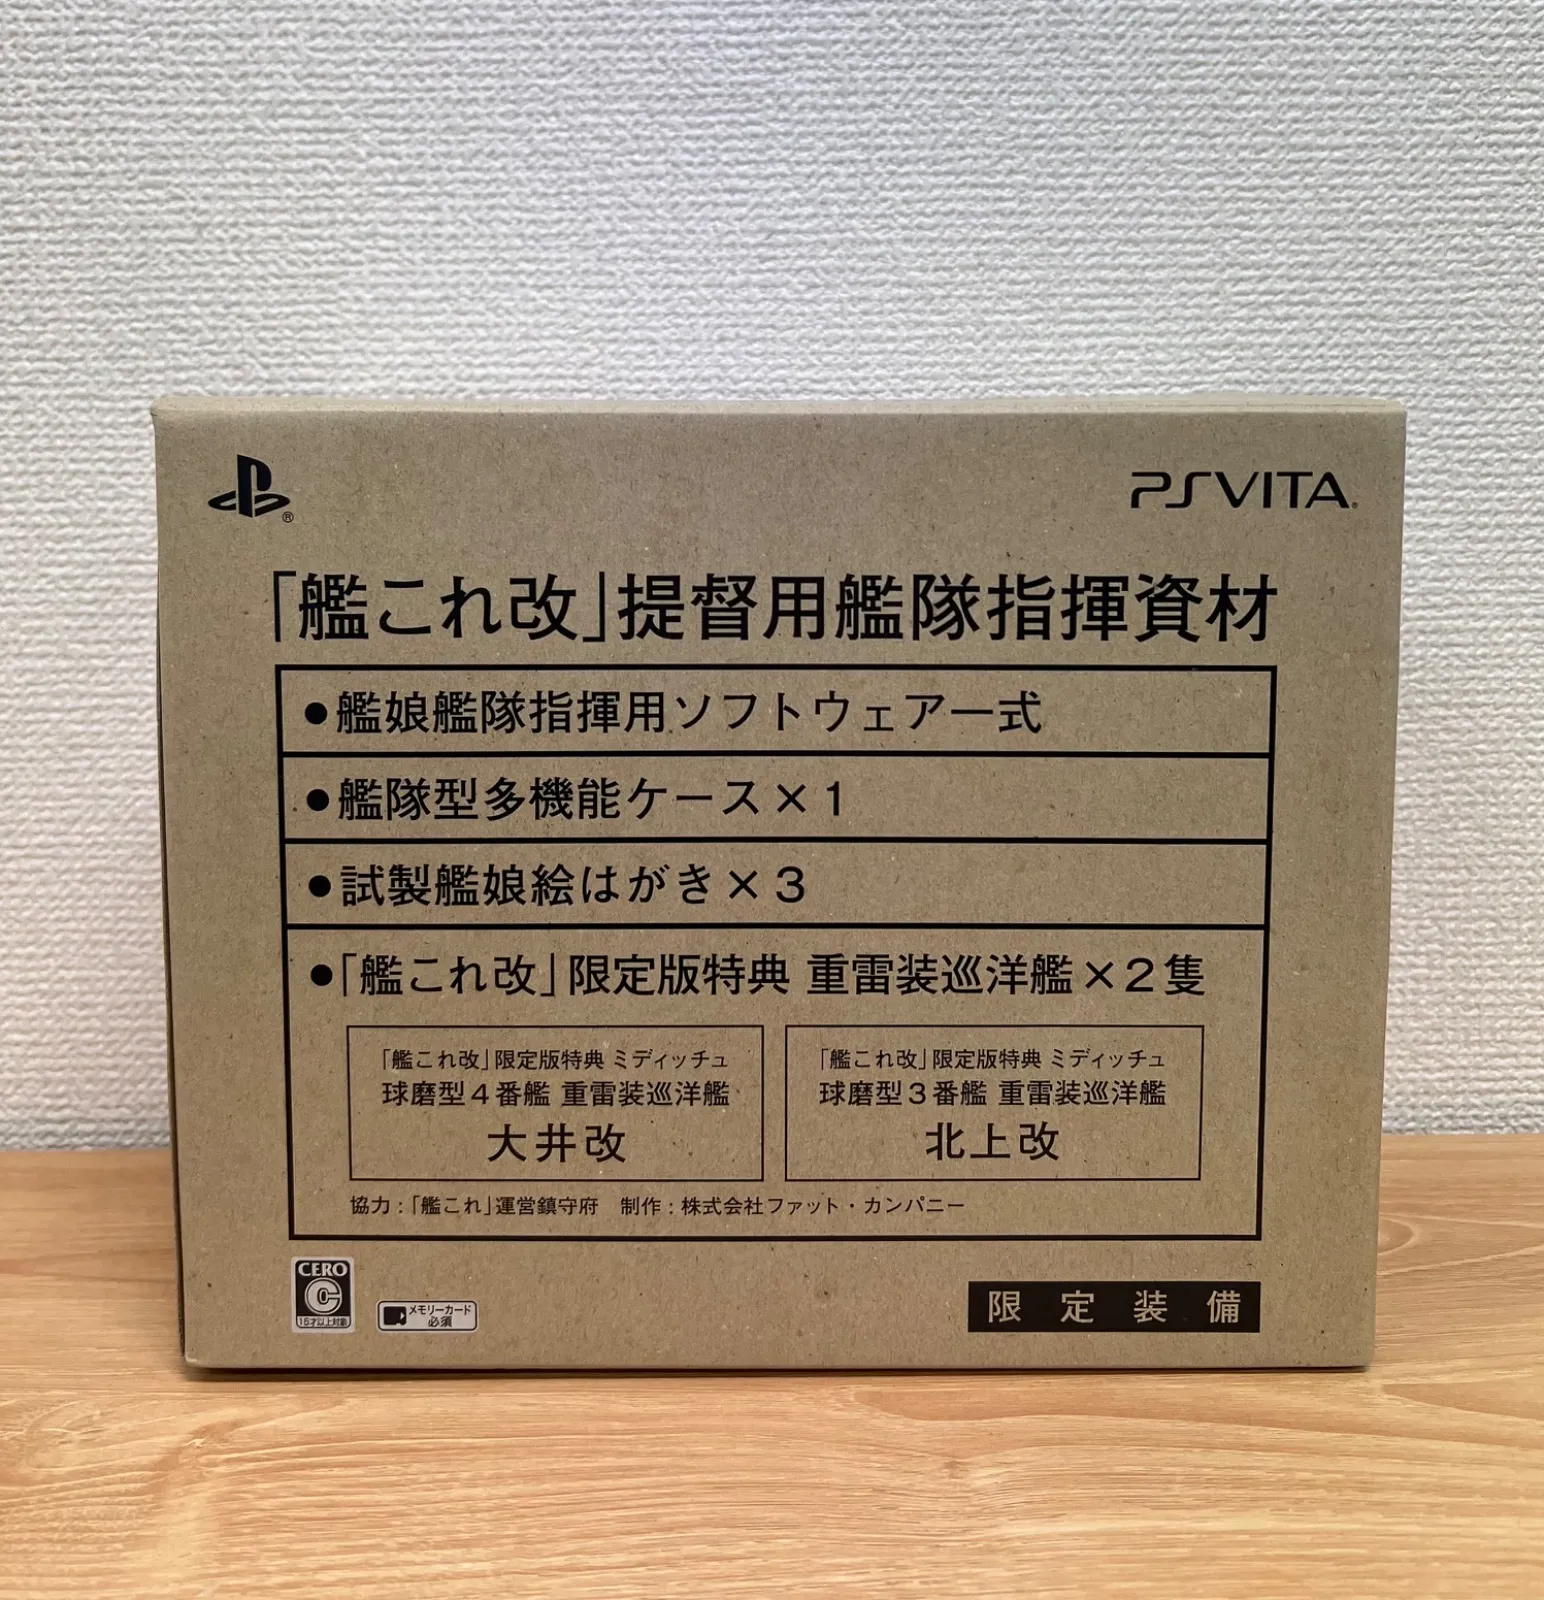 PSVITA
「艦これ改」提督用艦隊指揮資材
●艦娘艦隊指揮用ソフトウェア一式
●艦隊型多機能ケース×1
●試製艦娘絵はがき×3
●「艦これ改」限定版特典 重雷装巡洋艦×2隻
「艦これ改」限定版特典 ミディッチュ
球磨型4番艦 重雷装巡洋艦
大井改
「艦これ改」限定版特典 ミディッチュ
球磨型3番艦 重雷装巡洋艦
北上改
協力：「艦これ」運営鎮守府 制作：株式会社ファット・カンパニー
CERO
C
15才以上対象
メモリーカード
必須
限定装備